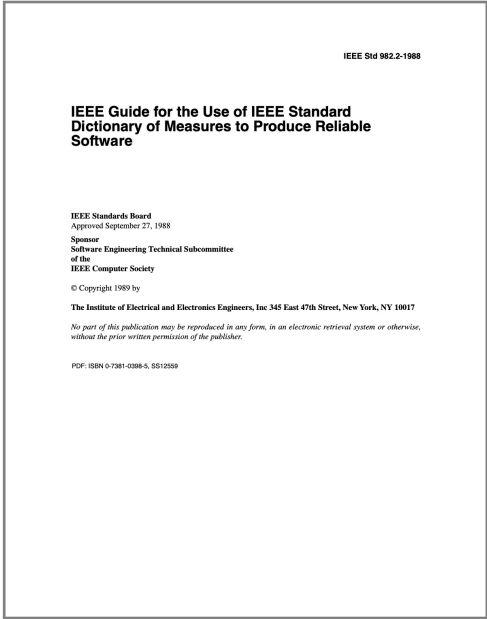 IEEE Std 982.2-1988
IEEE Guide for the Use of IEEE Standard
Dictionary of Measures to Produce Reliable
Software
IEEE Standards Board
Approved September 27, 1988
Sponsor
Software Engineering Technical Subcommittee
of the
IEEE Computer Society
© Copyright 1989 by
The Institute of Electrical and Electronics Engineers, Inc 345 East 47th Street, New York, NY 10017
No part of this publication may be reproduced in any form, in an electronic retrieval system or otherwise,
without the prior written permission of the publisher.
PDF: ISBN 0-7381-0398-5, SS12559